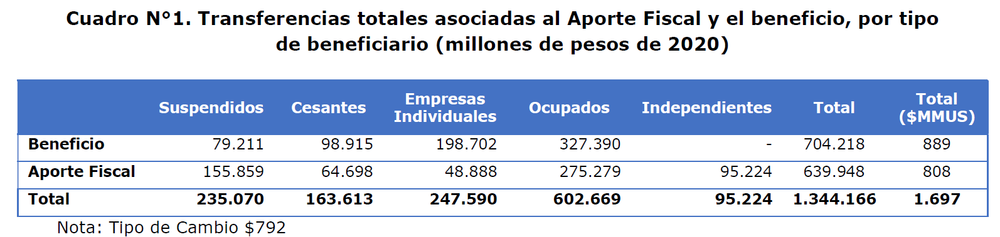 Cuadro N°1. Transferencias totales asociadas al Aporte Fiscal y el beneficio, por tipo
de beneficiario (millones de pesos de 2020)
Suspendidos Cesantes Empresas Individuales Ocupados Independientes Total Total ($MMUS)
Beneficio 79.211 98.915 198.702 327.390 - 704.218 889
Aporte Fiscal 155.859 64.698 48.888 275.279 95.224 639.948 808
Total 235.070 163.613 247.590 602.669 95.224 1.344.166 1.697
Nota: Tipo de Cambio $792